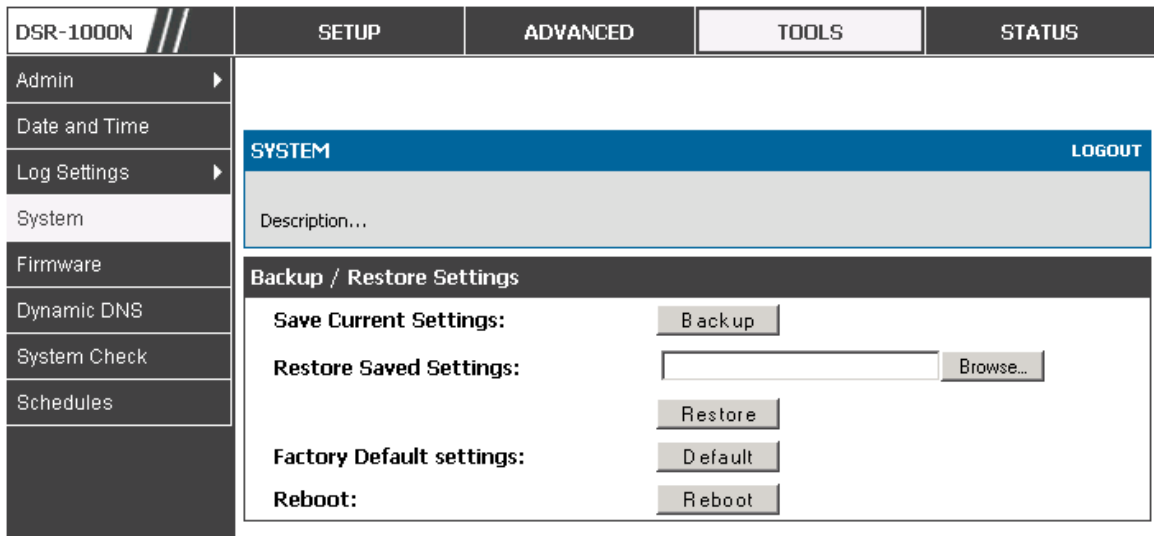 DSR-1000N SETUP ADVANCED TOOLS STATUS
Admin
Date and Time
Log Settings
System
Firmware
Dynamic DNS
System Check
Schedules
SYSTEM LOGOUT
Description...
Backup / Restore Settings
Save Current Settings: Backup
Restore Saved Settings: Browse...
Restore
Factory Default settings: Default
Reboot: Reboot